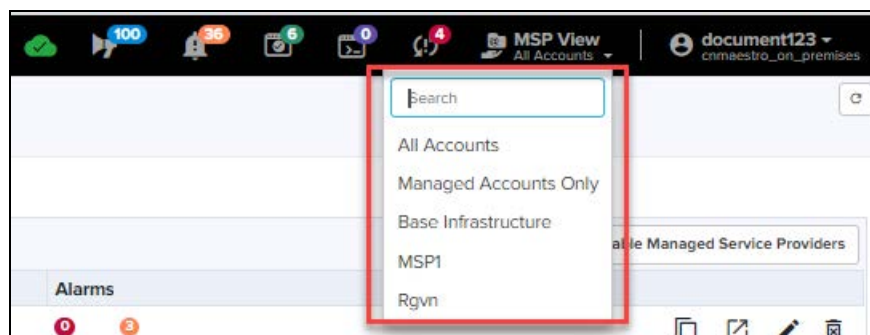 100
36
6
0
4
MSP View
All Accounts
document123
cnmaestro_on_premises
Search
All Accounts
Managed Accounts Only
Base Infrastructure
MSP1
Rgvn
Managed Service Providers
Alarms
0
3